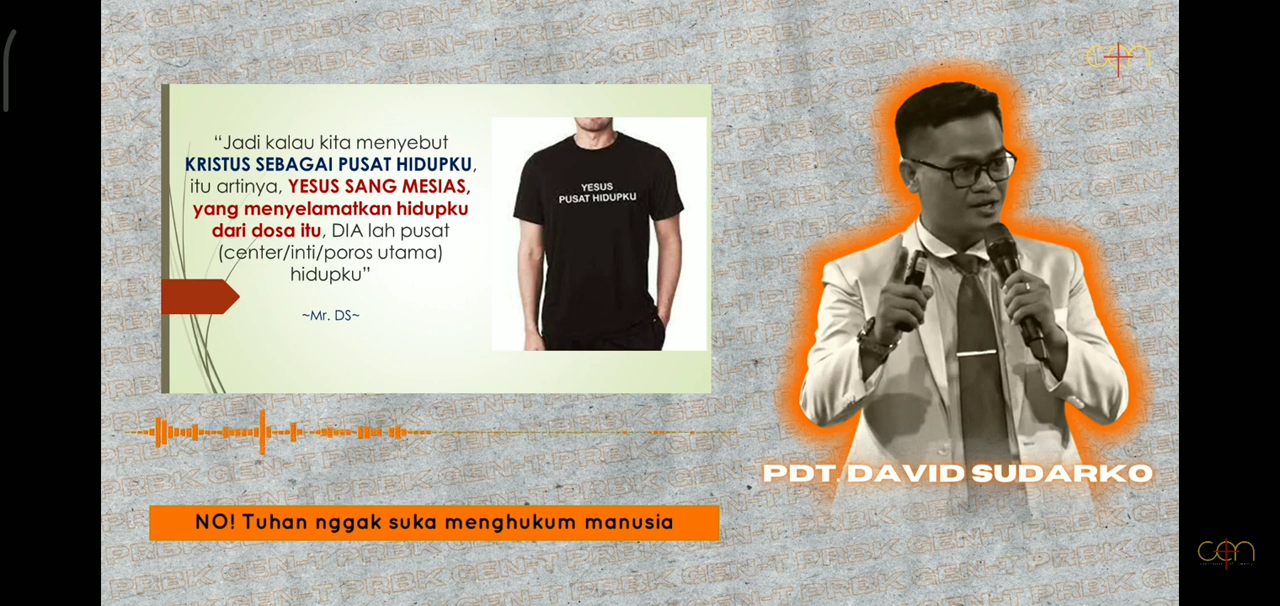 “Jadi kalau kita menyebut
KRISTUS SEBAGAI PUSAT HIDUPKU,
itu artinya, YESUS SANG MESIAS,
yang menyelamatkan hidupku
dari dosa itu, DIA lah pusat
(center/inti/poros utama)
hidupku”
~Mr. DS~
YESUS
PUSAT HIDUPKU
PDT. DAVID SUDARKO
NO! Tuhan nggak suka menghukum manusia
PRBK GEN-T